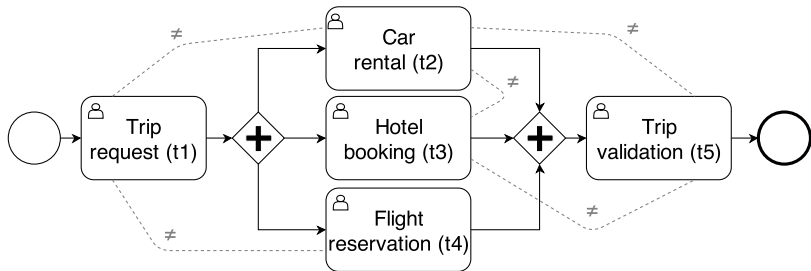 ≠
Car
rental (t2)
≠
≠
Trip
request (t1)
Hotel
booking (t3)
Trip
validation (t5)
≠
Flight
reservation (t4)
≠